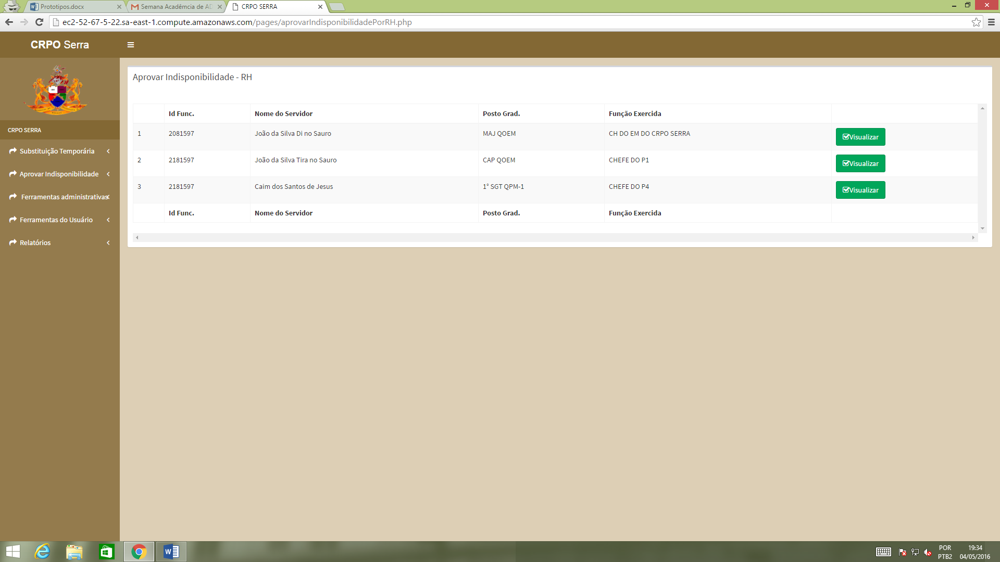 Prototipos.docx
Semana Acadêmcia de AD
CRPO SERRA
ec2-52-67-5-22.sa-east-1.compute.amazonaws.com/pages/aprovarIndisponibilidadePorRH.php
CRPO Serra
CRPO SERRA
Substituição Temporária
Aprovar Indisponibilidade
Ferramentas administrativas
Ferramentas do Usuário
Relatórios
Aprovar Indisponibilidade - RH
Id Func. Nome do Servidor Posto Grad. Função Exercida
1 2081597 João da Silva Di no Sauro MAJ QOEM CH DO EM DO CRPO SERRA Visualizar
2 2181597 João da Silva Tira no Sauro CAP QOEM CHEFE DO P1 Visualizar
3 2181597 Caim dos Santos de Jesus 1° SGT QPM-1 CHEFE DO P4 Visualizar
Id Func. Nome do Servidor Posto Grad. Função Exercida
POR 19:34
PTB2 04/05/2016